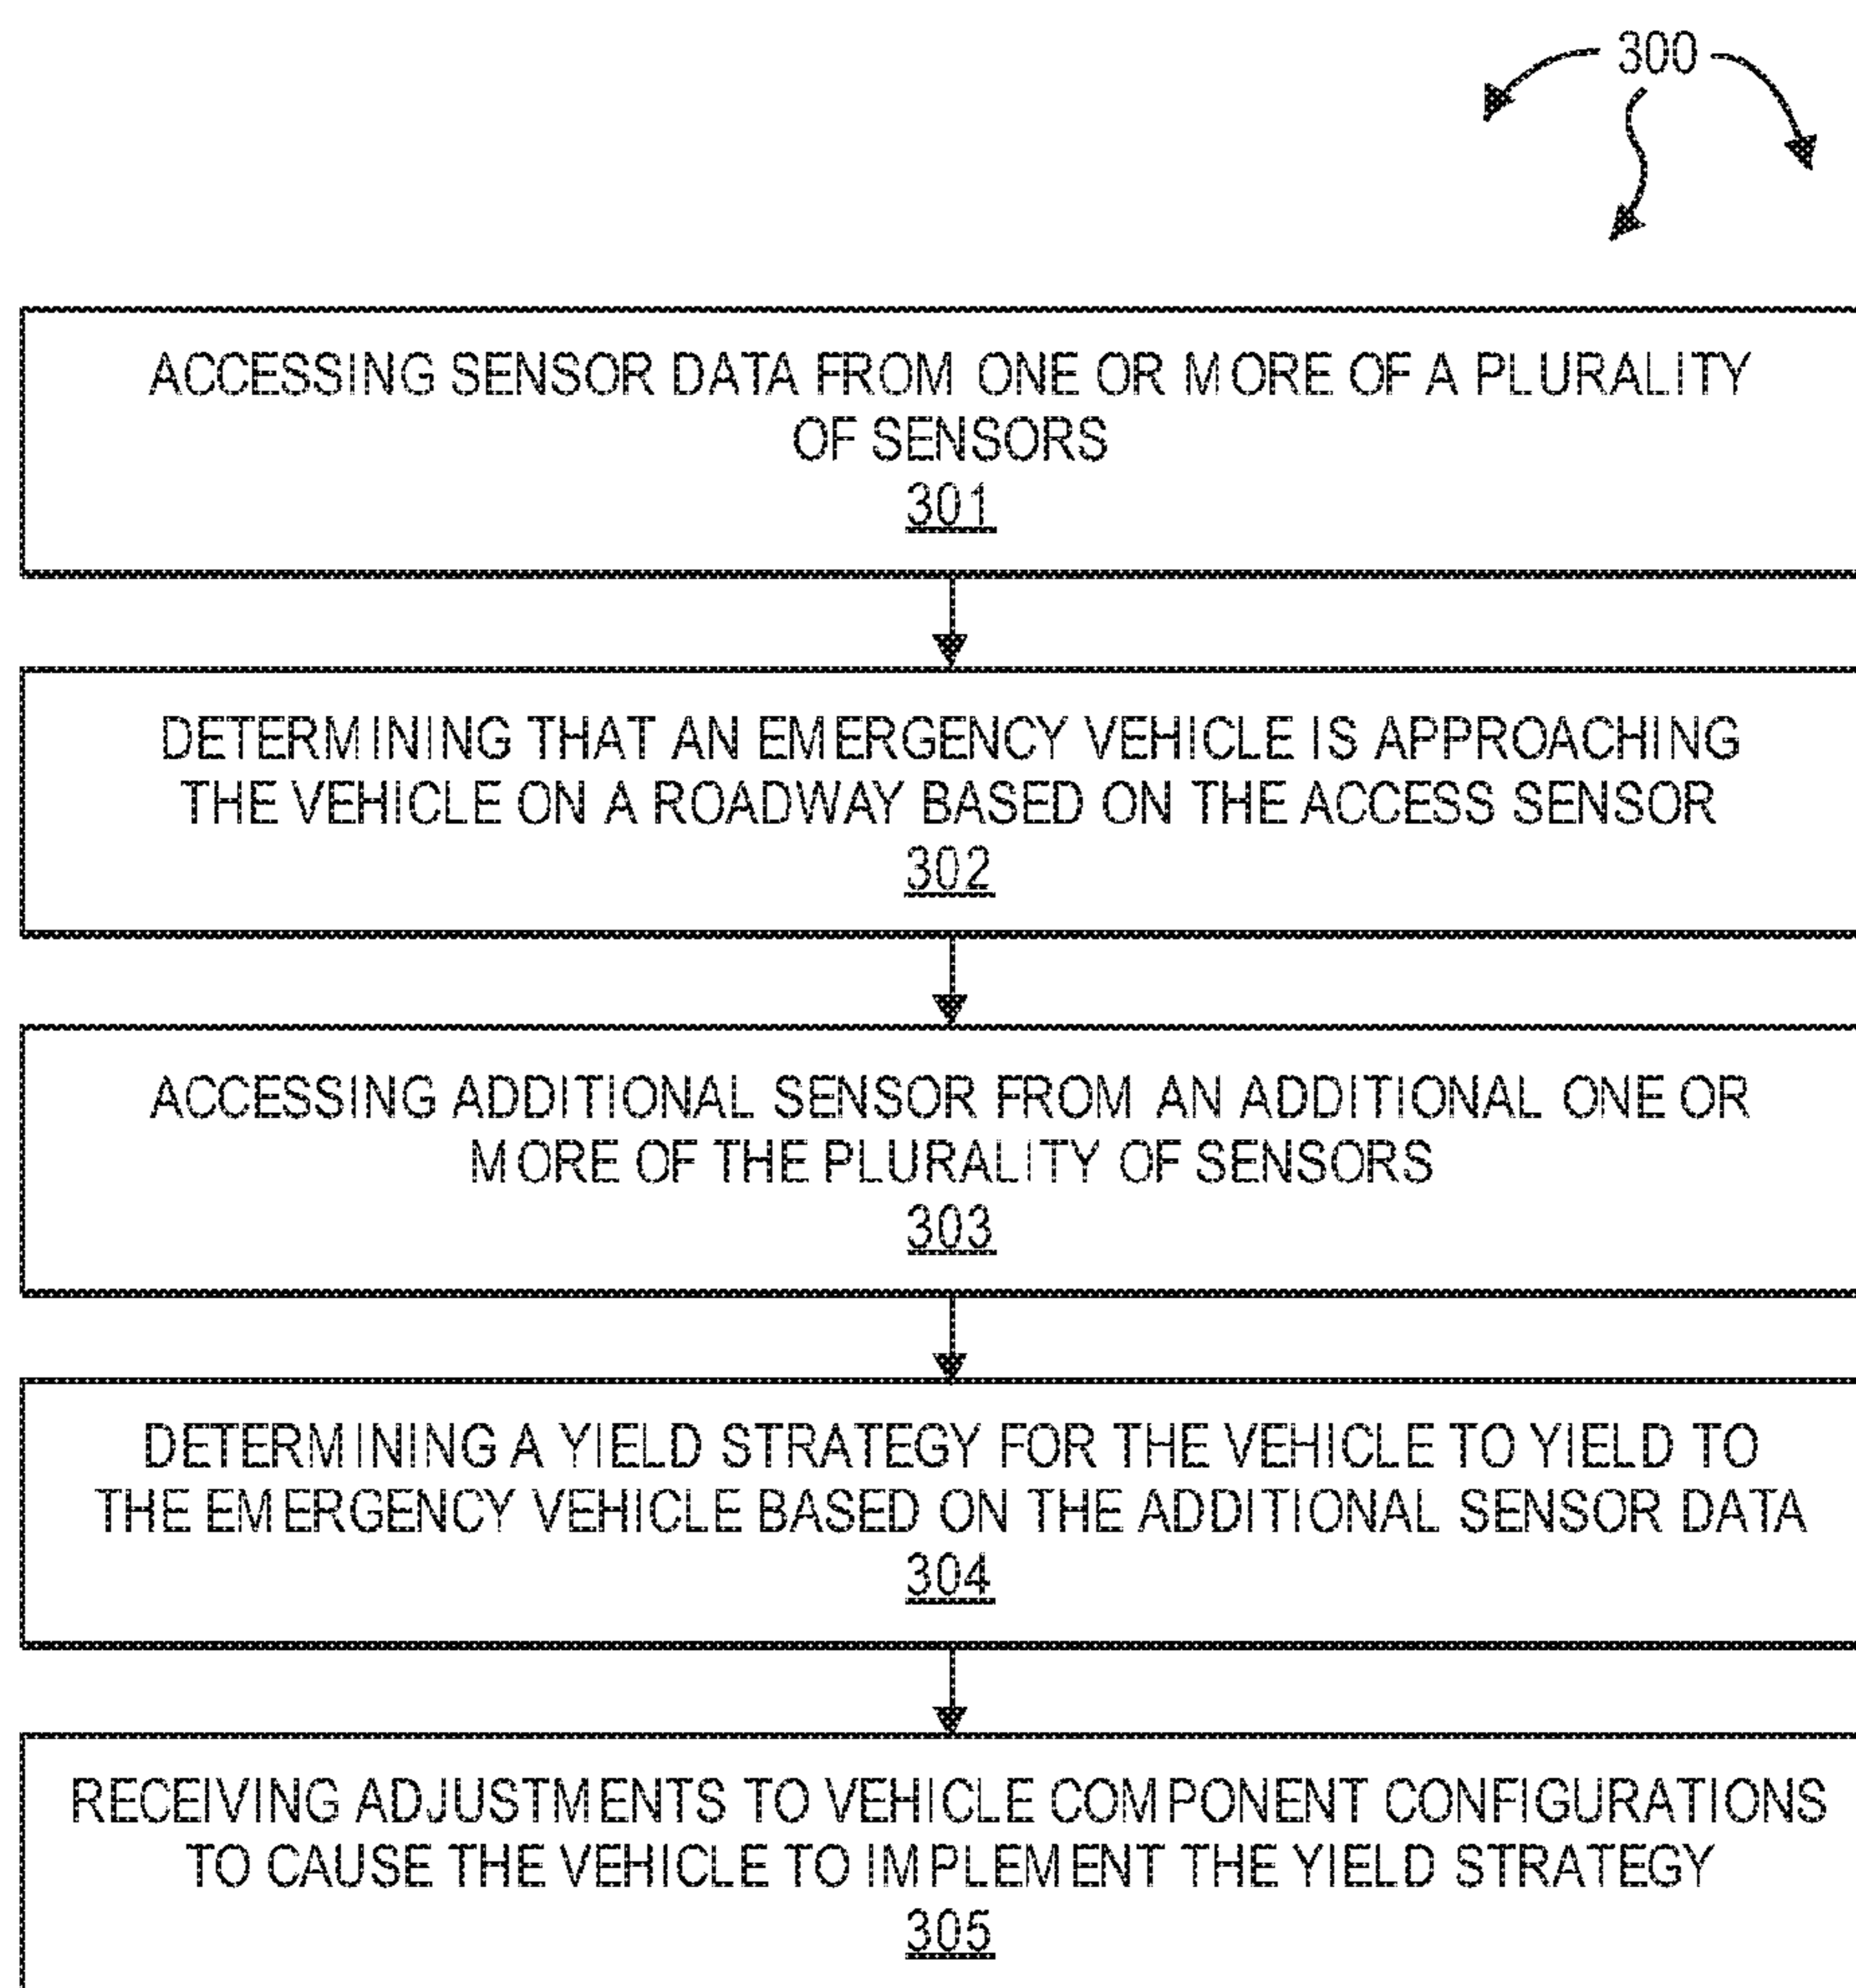 300
ACCESSING SENSOR DATA FROM ONE OR MORE OF A PLURALITY
OF SENSORS
301
DETERMINING THAT AN EMERGENCY VEHICLE IS APPROACHING
THE VEHICLE ON A ROADWAY BASED ON THE ACCESS SENSOR
302
ACCESSING ADDITIONAL SENSOR FROM AN ADDITIONAL ONE OR
MORE OF THE PLURALITY OF SENSORS
303
DETERMINING A YIELD STRATEGY FOR THE VEHICLE TO YIELD TO
THE EMERGENCY VEHICLE BASED ON THE ADDITIONAL SENSOR DATA
304
RECEIVING ADJUSTMENTS TO VEHICLE COMPONENT CONFIGURATIONS
TO CAUSE THE VEHICLE TO IMPLEMENT THE YIELD STRATEGY
305